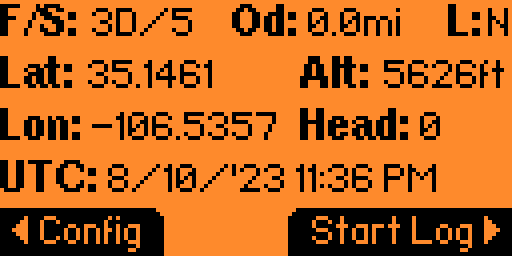 F/S: 3D/5 Od: 0.0mi L:N
Lat: 35.1461 Alt: 5626ft
Lon: -106.5357 Head: 0
UTC: 8/10/'23 11:36 PM
Config Start Log